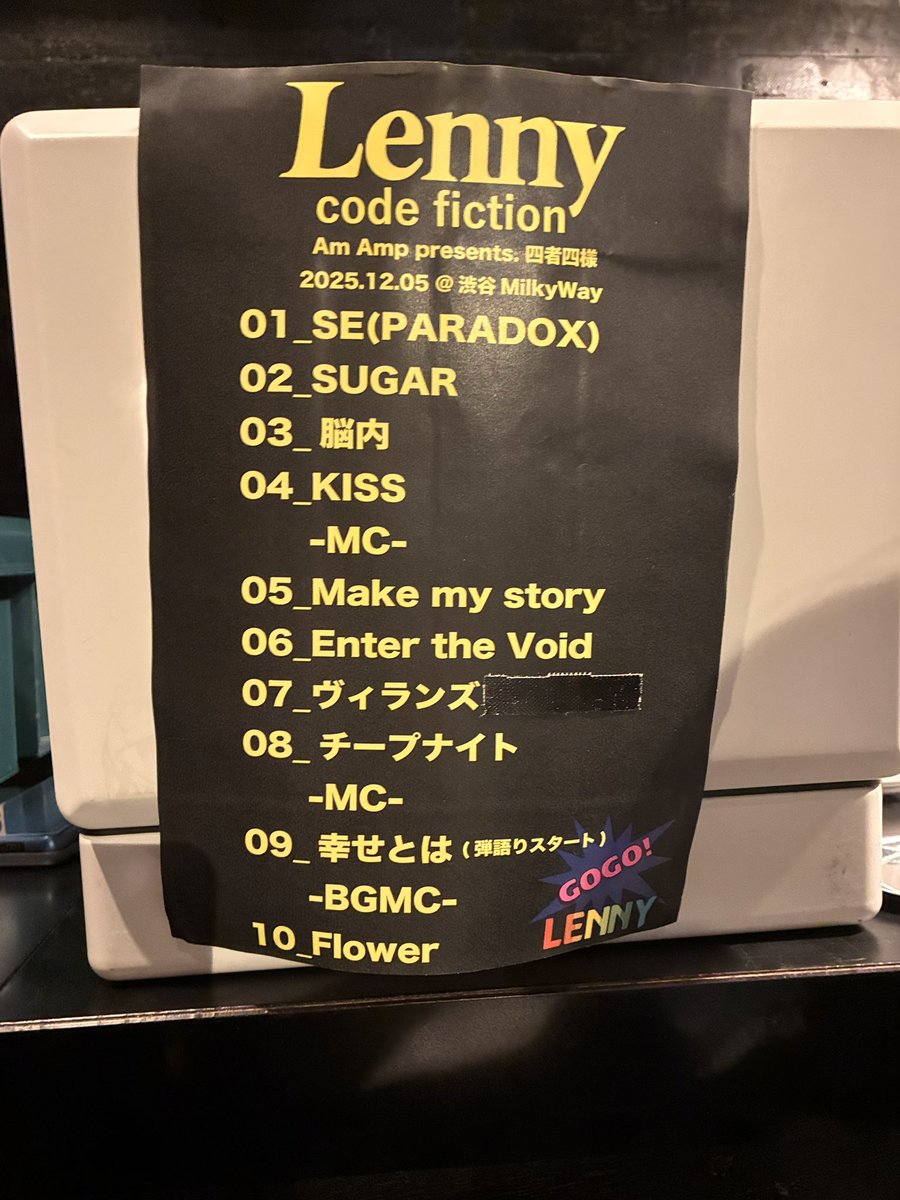 Lenny
code fiction
Am Amp presents. 四者四様
2025.12.05 @ 渋谷 MilkyWay
01_SE(PARADOX)
02_SUGAR
03_ 脳内
04_KISS
-MC-
05_Make my story
06_Enter the Void
07_ヴィランズ
08_ チープナイト
-MC-
09_ 幸せとは ( 弾語りスタート )
-BGMC-
10_Flower
GOGO!
LENNY